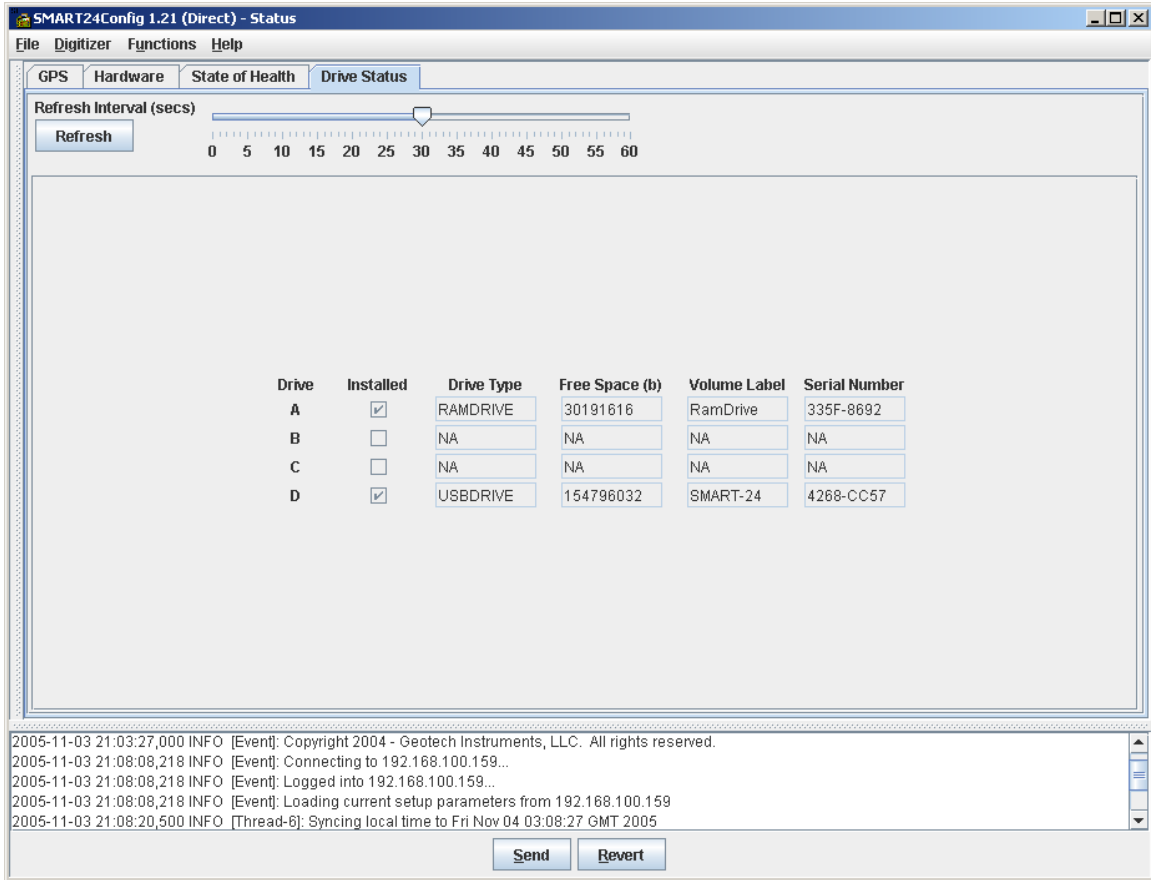 SMART24Config 1.21 (Direct) - Status
File Digitizer Functions Help
GPS Hardware State of Health Drive Status
Refresh Interval (secs)
Refresh
0 5 10 15 20 25 30 35 40 45 50 55 60
Drive Installed Drive Type Free Space (b) Volume Label Serial Number
A RAMDRIVE 30191616 RamDrive 335F-8692
B NA NA NA NA
C NA NA NA NA
D USBDRIVE 154796032 SMART-24 4268-CC57
2005-11-03 21:03:27,000 INFO [Event]: Copyright 2004 - Geotech Instruments, LLC. All rights reserved.
2005-11-03 21:08:08,218 INFO [Event]: Connecting to 192.168.100.159...
2005-11-03 21:08:08,218 INFO [Event]: Logged into 192.168.100.159...
2005-11-03 21:08:08,218 INFO [Event]: Loading current setup parameters from 192.168.100.159
2005-11-03 21:08:20,500 INFO [Thread-6]: Syncing local time to Fri Nov 04 03:08:27 GMT 2005
Send Revert